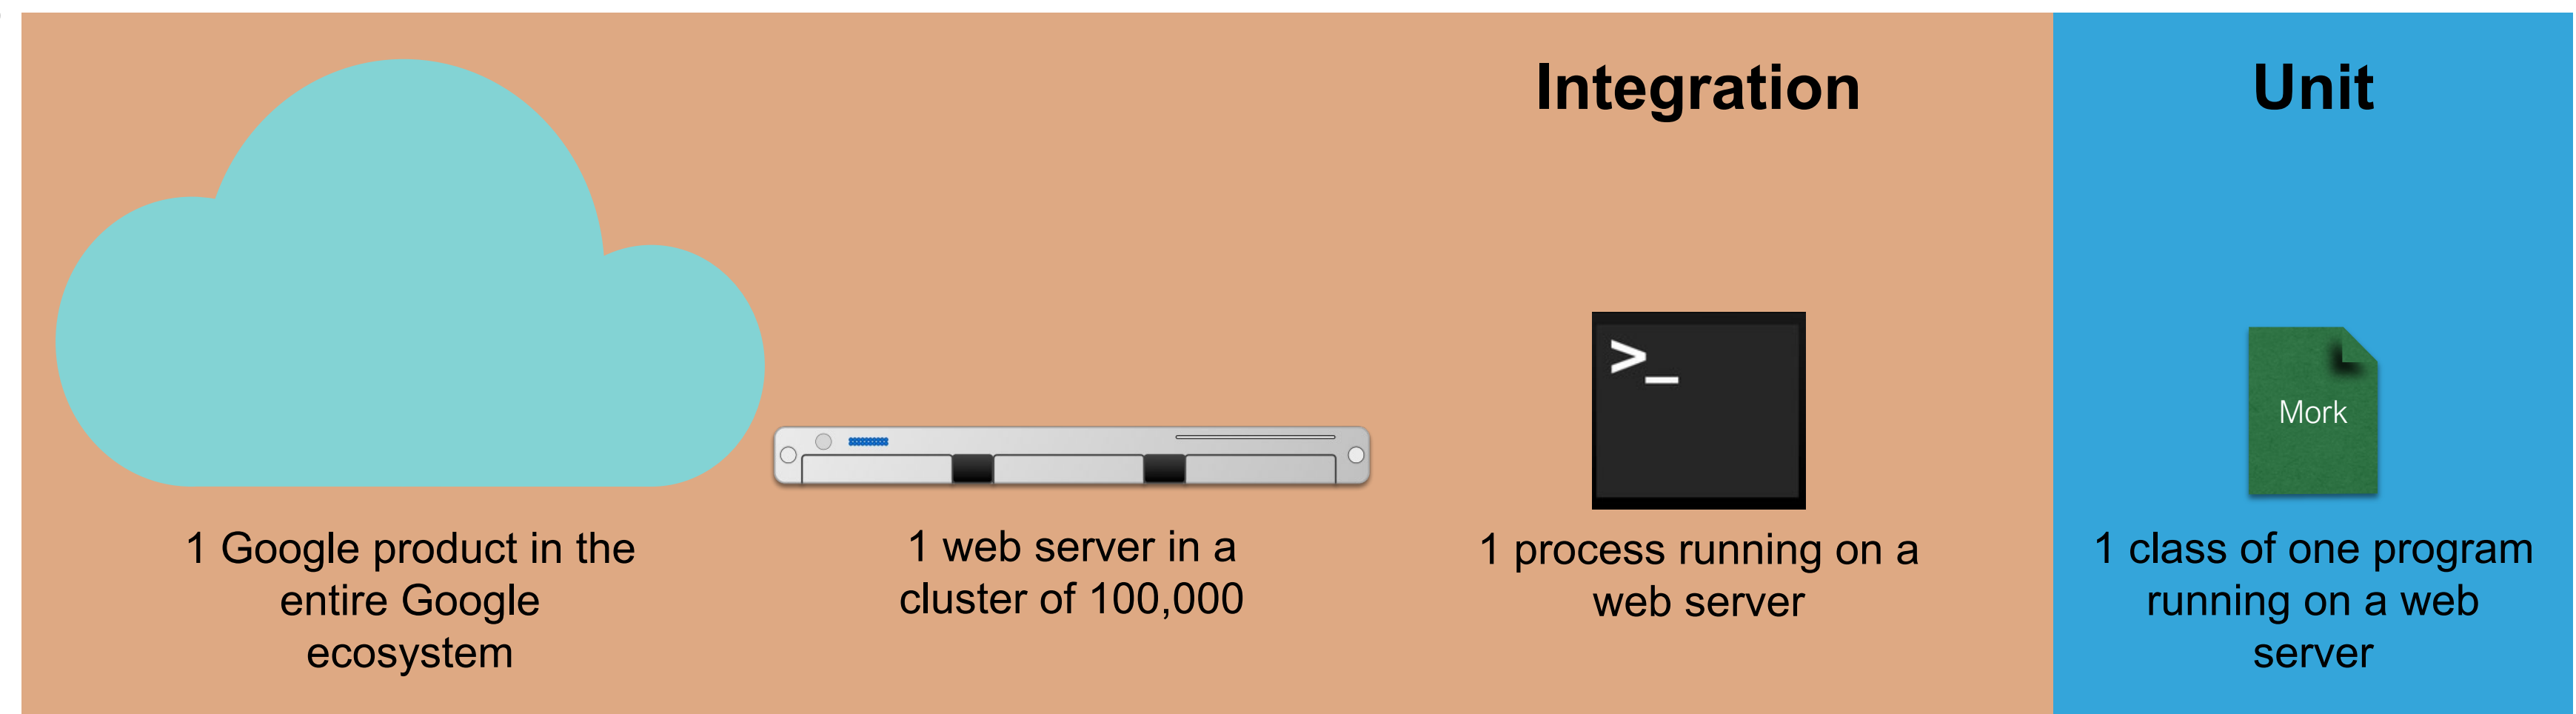 Integration
Unit
>_
Mork
1 Google product in the
entire Google
ecosystem
1 web server in a
cluster of 100,000
1 process running on a
web server
1 class of one program
running on a web
server